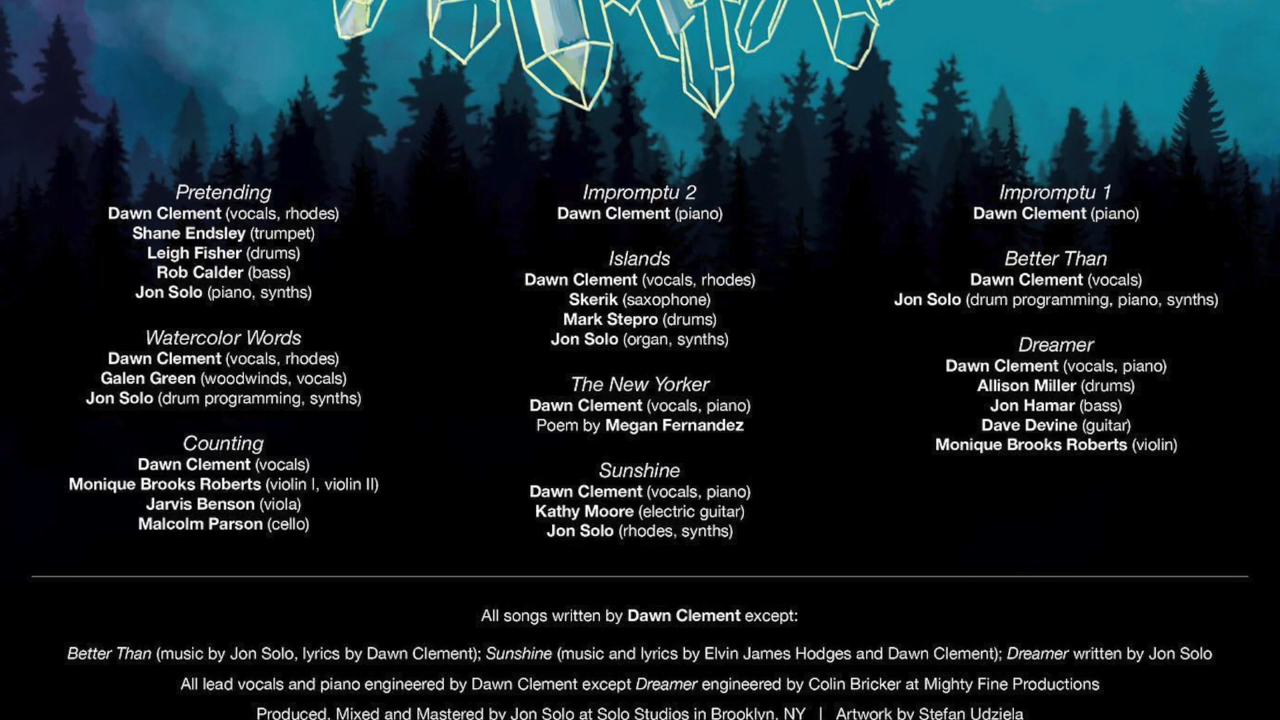 Pretending
Dawn Clement (vocals, rhodes)
Shane Endsley (trumpet)
Leigh Fisher (drums)
Rob Calder (bass)
Jon Solo (piano, synths)
Watercolor Words
Dawn Clement (vocals, rhodes)
Galen Green (woodwinds, vocals)
Jon Solo (drum programming, synths)
Counting
Dawn Clement (vocals)
Monique Brooks Roberts (violin I, violin II)
Jarvis Benson (viola)
Malcolm Parson (cello)
Impromptu 2
Dawn Clement (piano)
Islands
Dawn Clement (vocals, rhodes)
Skerik (saxophone)
Mark Stepro (drums)
Jon Solo (organ, synths)
The New Yorker
Dawn Clement (vocals, piano)
Poem by Megan Fernandez
Sunshine
Dawn Clement (vocals, piano)
Kathy Moore (electric guitar)
Jon Solo (rhodes, synths)
Impromptu 1
Dawn Clement (piano)
Better Than
Dawn Clement (vocals)
Jon Solo (drum programming, piano, synths)
Dreamer
Dawn Clement (vocals, piano)
Allison Miller (drums)
Jon Hamar (bass)
Dave Devine (guitar)
Monique Brooks Roberts (violin)
All songs written by Dawn Clement except:
Better Than (music by Jon Solo, lyrics by Dawn Clement); Sunshine (music and lyrics by Elvin James Hodges and Dawn Clement); Dreamer written by Jon Solo
All lead vocals and piano engineered by Dawn Clement except Dreamer engineered by Colin Bricker at Mighty Fine Productions
Produced, Mixed and Mastered by Jon Solo at Solo Studios in Brooklyn, NY | Artwork by Stefan Udziela